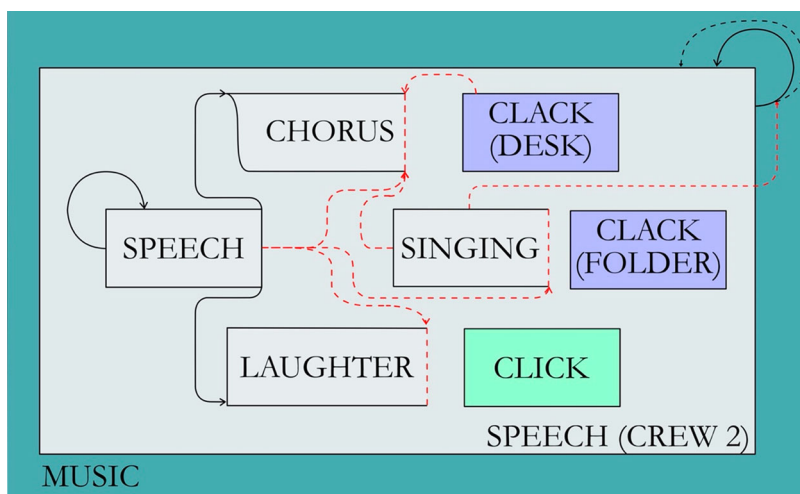 CHORUS
CLACK
(DESK)
SPEECH
SINGING
CLACK
(FOLDER)
LAUGHTER
CLICK
SPEECH (CREW 2)
MUSIC